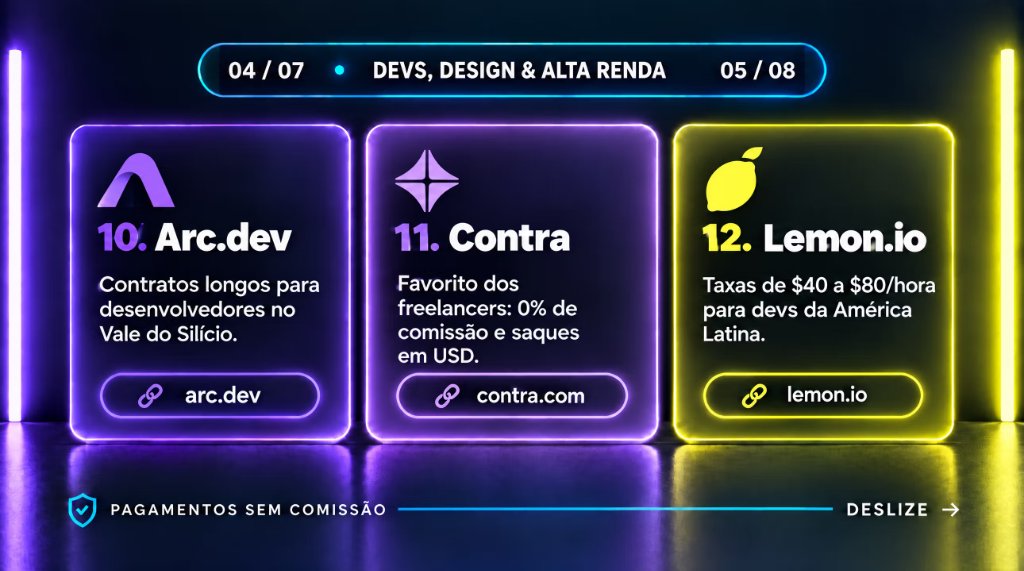 04 / 07 • DEVS, DESIGN & ALTA RENDA 05 / 08
10. Arc.dev
Contratos longos para
desenvolvedores no
Vale do Silício.
arc.dev
11. Contra
Favorito dos
freelancers: 0% de
comissão e saques
em USD.
contra.com
12. Lemon.io
Taxas de $40 a $80/hora
para devs da América
Latina.
lemon.io
PAGAMENTOS SEM COMISSÃO
DESLIZE →